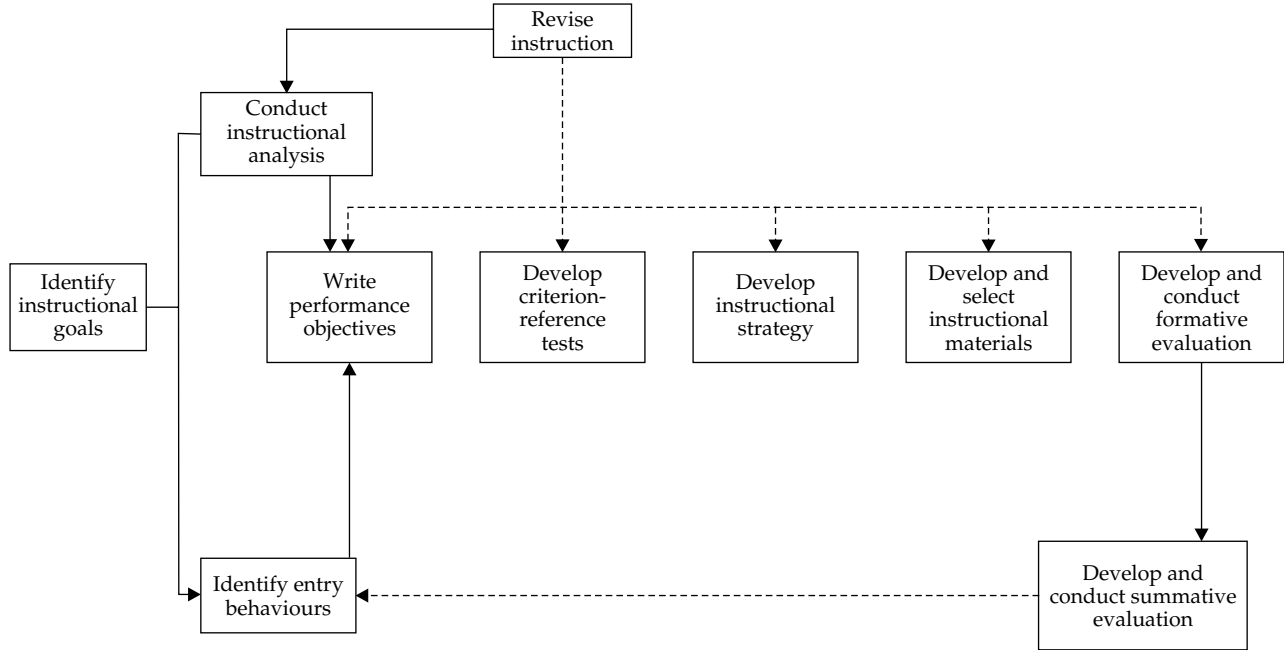 Revise
instruction
Conduct
instructional
analysis
Identify
instructional
goals
Write
performance
objectives
Develop
criterion-
reference
tests
Develop
instructional
strategy
Develop and
select
instructional
materials
Develop and
conduct
formative
evaluation
Identify entry
behaviours
Develop and
conduct summative
evaluation